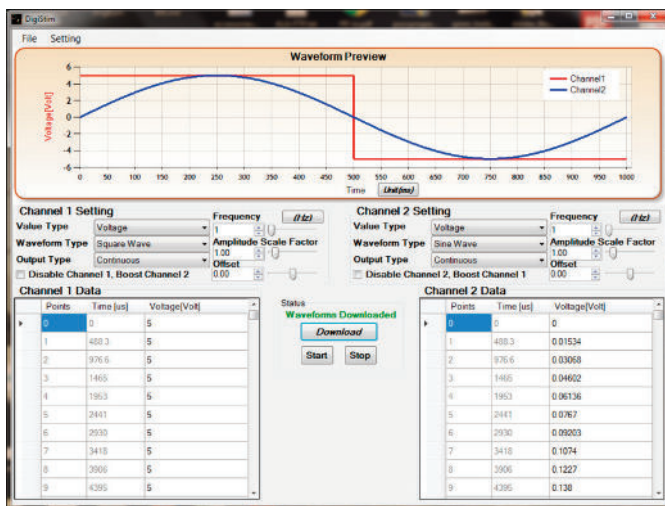 DigiStim
File Setting
Waveform Preview
Voltage[Volt]
6
4
2
0
-2
-4
-6
Channel1
Channel2
0 50 100 150 200 250 300 350 400 450 500 550 600 650 700 750 800 850 900 950 1000
Time Unit(ms)
Channel 1 Setting
Frequency (Hz)
Value Type Voltage 1
Waveform Type Square Wave Amplitude Scale Factor
1.00
Output Type Continuous Offset
Disable Channel 1, Boost Channel 2 0.00
Channel 2 Setting
Frequency (Hz)
Value Type Voltage 1
Waveform Type Sine Wave Amplitude Scale Factor
1.00
Output Type Continuous Offset
Disable Channel 2, Boost Channel 1 0.00
Channel 1 Data
Points Time [us] Voltage[Volt]
0 0 5
1 488.3 5
2 976.6 5
3 1465 5
4 1953 5
5 2441 5
6 2930 5
7 3418 5
8 3906 5
9 4395 5
Status
Waveforms Downloaded
Download
Start Stop
Channel 2 Data
Points Time [us] Voltage[Volt]
0 0 0
1 488.3 0.01534
2 976.6 0.03068
3 1465 0.04602
4 1953 0.06136
5 2441 0.0767
6 2930 0.09203
7 3418 0.1074
8 3906 0.1227
9 4395 0.138